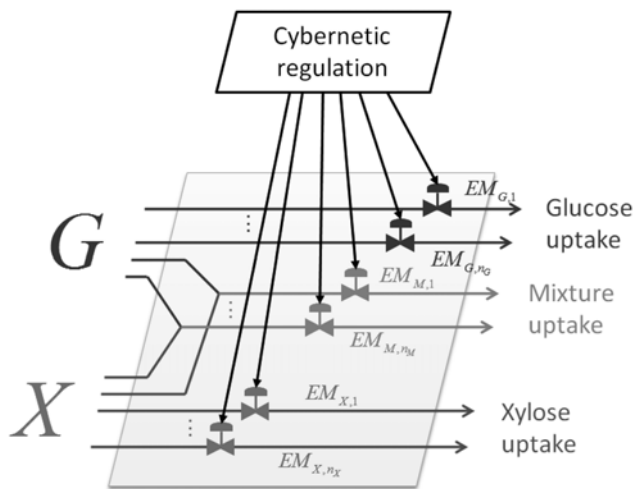 Cybernetic
regulation
EM_{G,1}
Glucose
uptake
⋮
G
EM_{G,n_G}
EM_{M,1}
Mixture
uptake
⋮
EM_{M,n_M}
X
EM_{X,1}
Xylose
uptake
⋮
EM_{X,n_X}